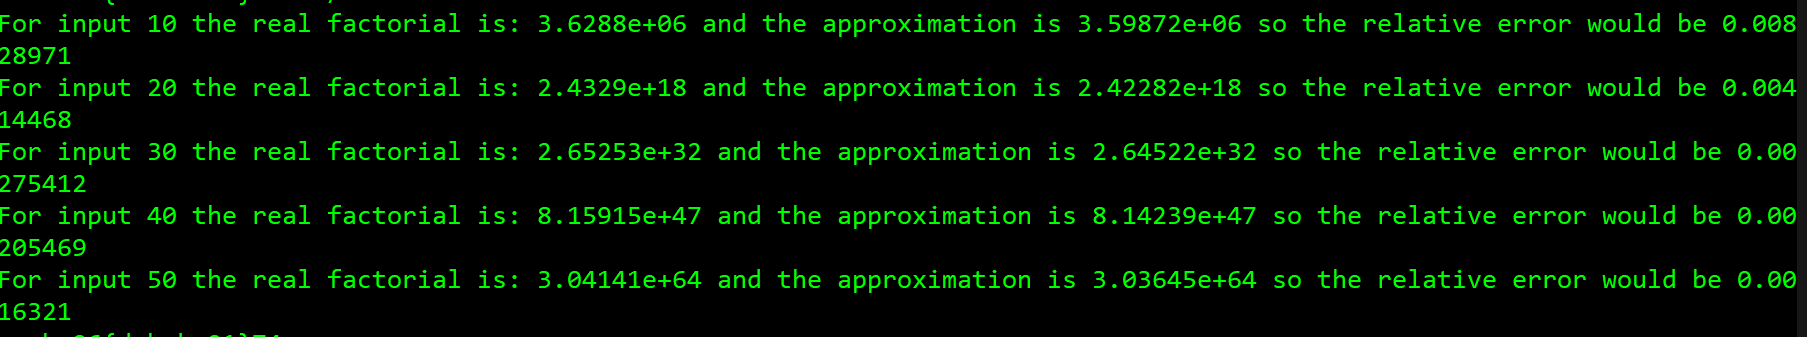 For input 10 the real factorial is: 3.6288e+06 and the approximation is 3.59872e+06 so the relative error would be 0.008
28971
For input 20 the real factorial is: 2.4329e+18 and the approximation is 2.42282e+18 so the relative error would be 0.004
14468
For input 30 the real factorial is: 2.65253e+32 and the approximation is 2.64522e+32 so the relative error would be 0.00
275412
For input 40 the real factorial is: 8.15915e+47 and the approximation is 8.14239e+47 so the relative error would be 0.00
205469
For input 50 the real factorial is: 3.04141e+64 and the approximation is 3.03645e+64 so the relative error would be 0.00
16321